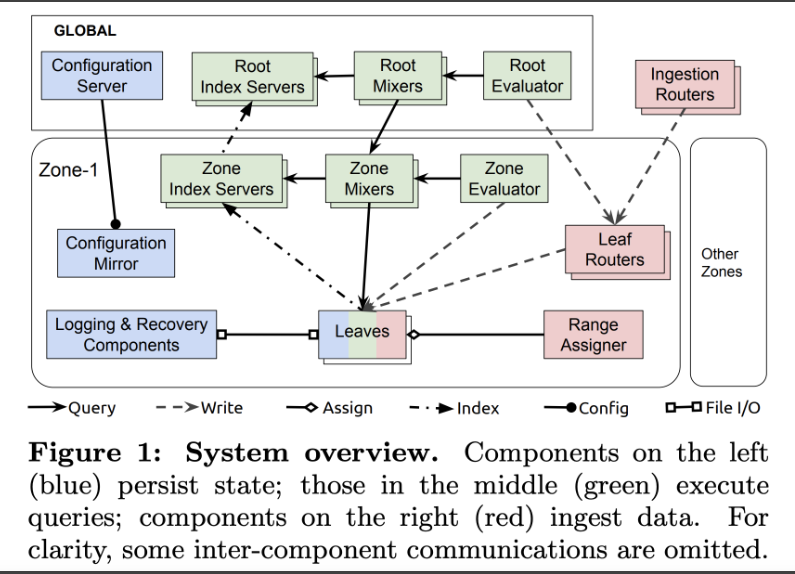 GLOBAL
Configuration
Server
Root
Index Servers
Root
Mixers
Root
Evaluator
Ingestion
Routers
Zone-1
Zone
Index Servers
Zone
Mixers
Zone
Evaluator
Configuration
Mirror
Leaf
Routers
Other
Zones
Logging & Recovery
Components
Leaves
Range
Assigner
Query
Write
Assign
Index
Config
File I/O
Figure 1: System overview. Components on the left
(blue) persist state; those in the middle (green) execute
queries; components on the right (red) ingest data. For
clarity, some inter-component communications are omitted.